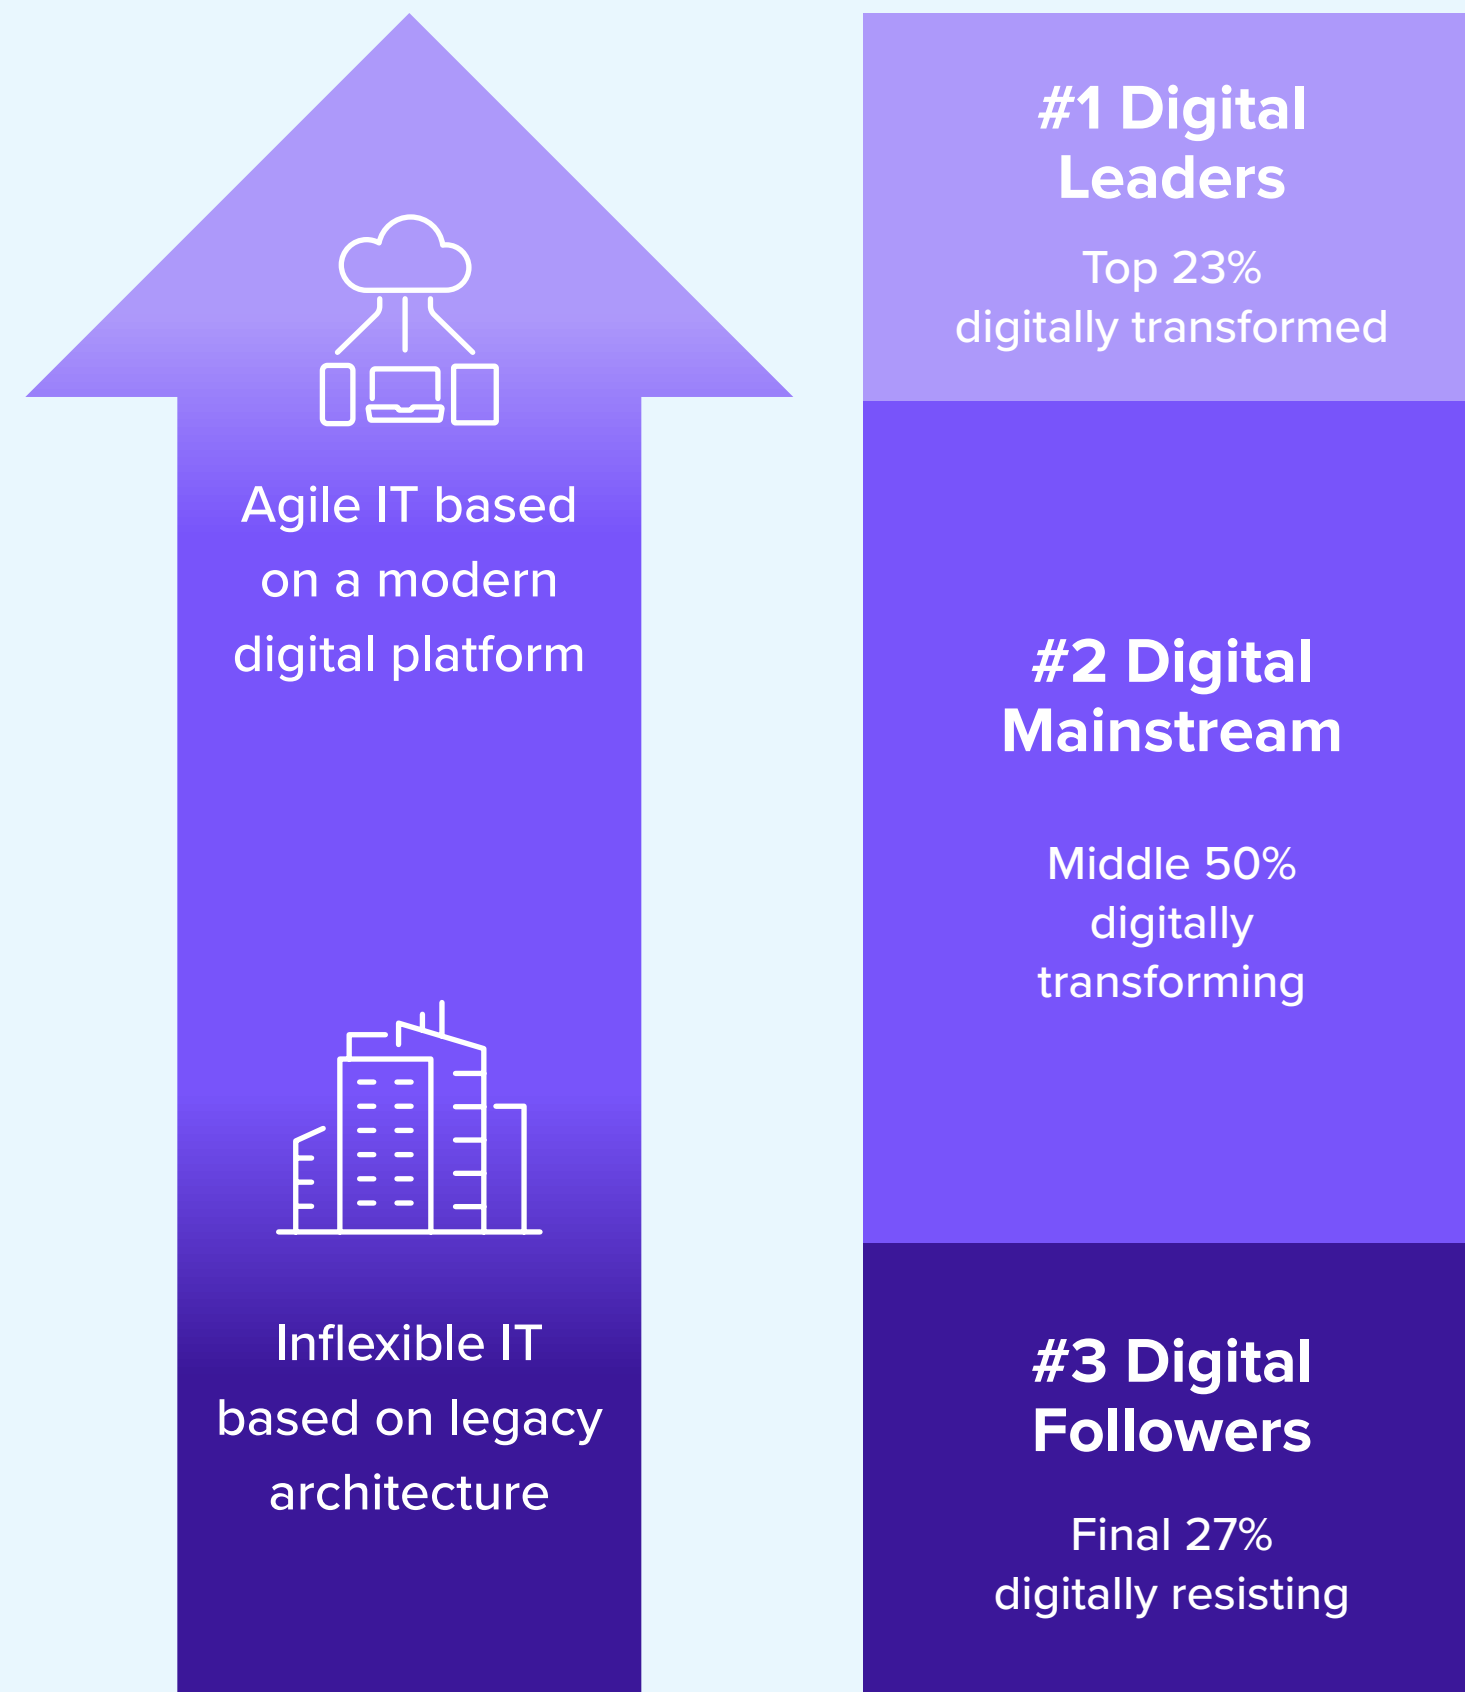 Agile IT based
on a modern
digital platform
Inflexible IT
based on legacy
architecture
#1 Digital
Leaders
Top 23%
digitally transformed
#2 Digital
Mainstream
Middle 50%
digitally
transforming
#3 Digital
Followers
Final 27%
digitally resisting